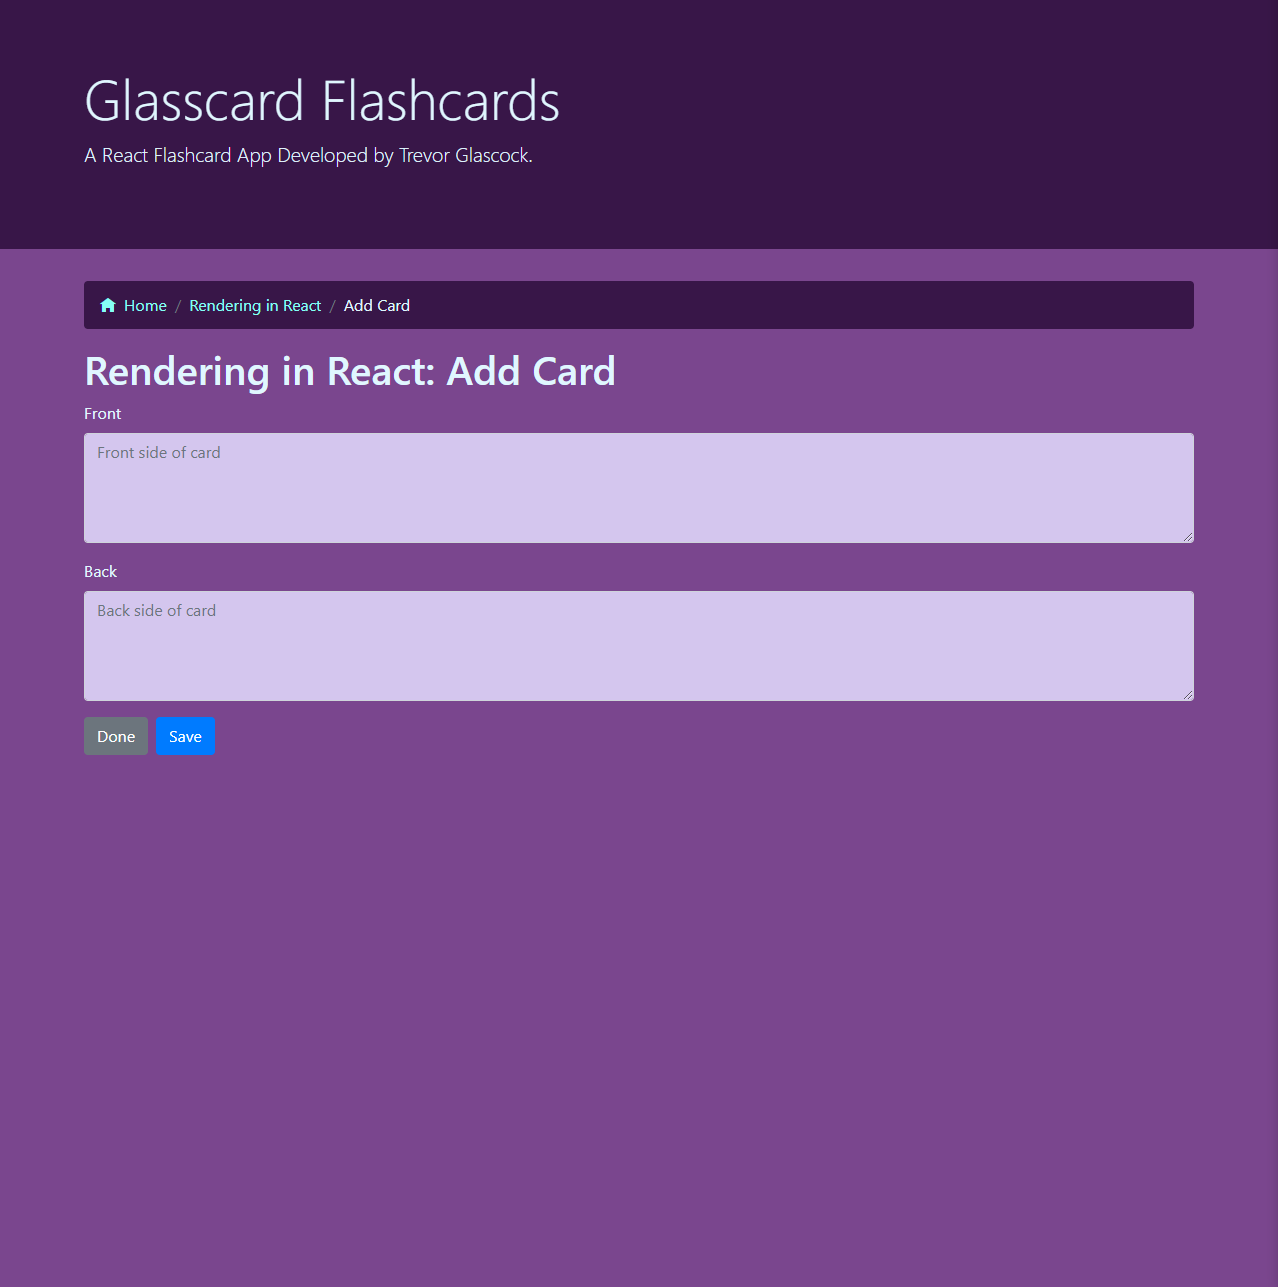 Glasscard Flashcards
A React Flashcard App Developed by Trevor Glascock.
Home / Rendering in React / Add Card
Rendering in React: Add Card
Front
Front side of card
Back
Back side of card
Done Save